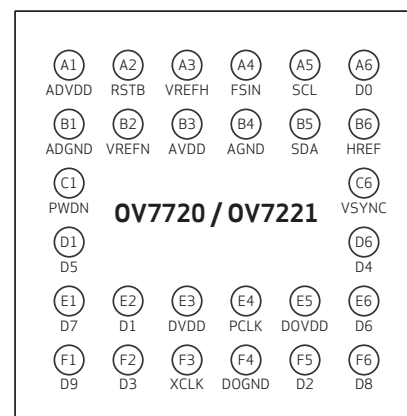 A1 A2 A3 A4 A5 A6
ADVDD RSTB VREFH FSIN SCL D0
B1 B2 B3 B4 B5 B6
ADGND VREFN AVDD AGND SDA HREF
C1 C6
PWDN VSYNC
OV7720 / OV7221
D1 D6
D5 D4
E1 E2 E3 E4 E5 E6
D7 D1 DVDD PCLK DOVDD D6
F1 F2 F3 F4 F5 F6
D9 D3 XCLK DOGND D2 D8